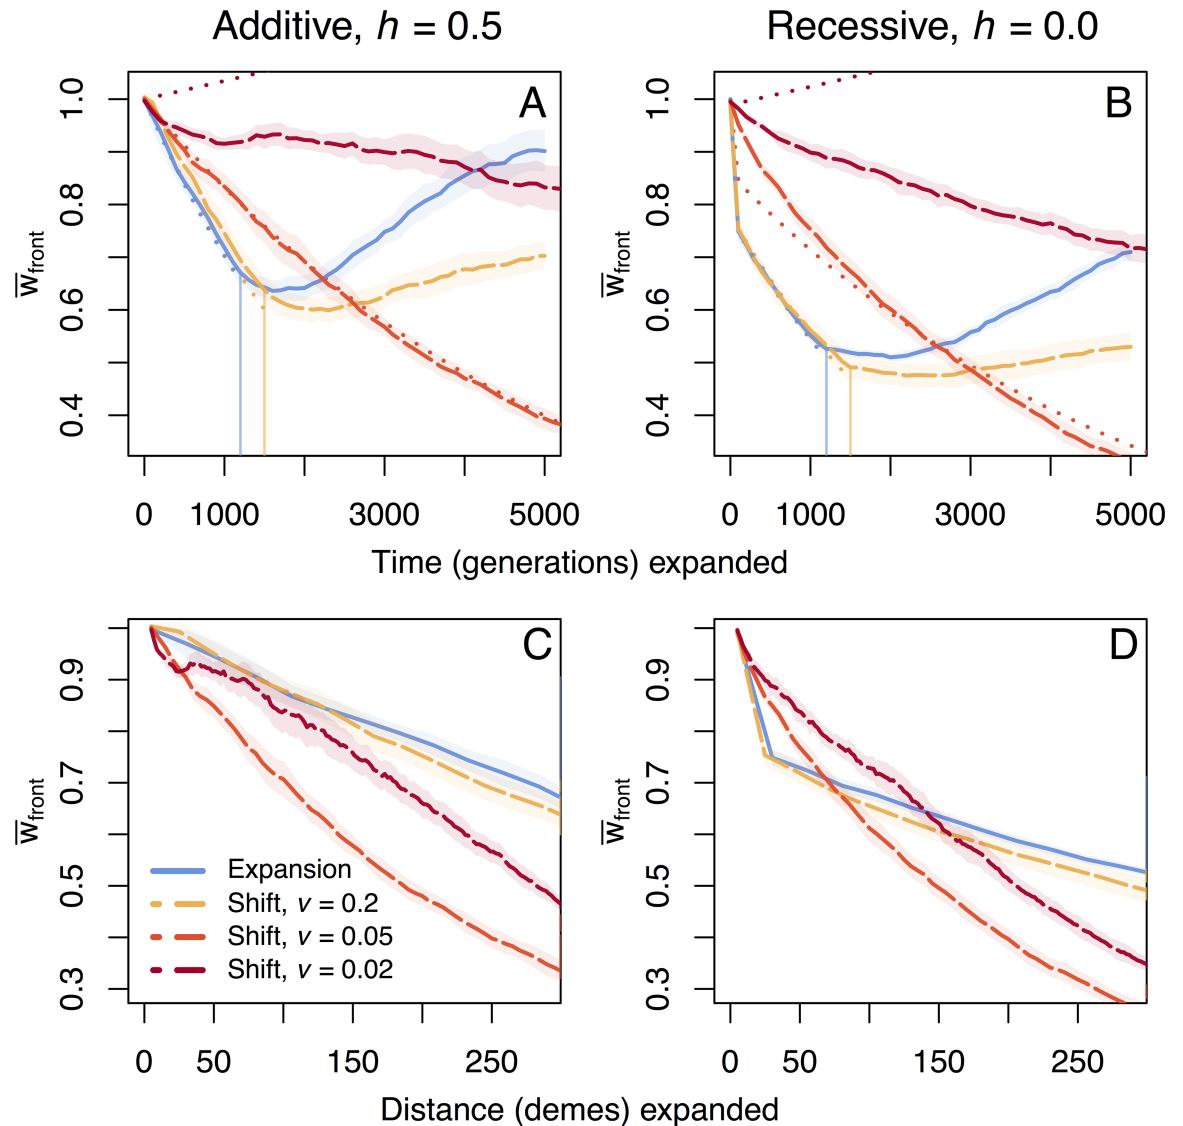 Additive, h = 0.5
Recessive, h = 0.0
A
B
w̅front
1.0
0.8
0.6
0.4
w̅front
1.0
0.8
0.6
0.4
0 1000 3000 5000
0 1000 3000 5000
Time (generations) expanded
C
D
w̅front
0.9
0.7
0.5
0.3
w̅front
0.9
0.7
0.5
0.3
Expansion
Shift, v = 0.2
Shift, v = 0.05
Shift, v = 0.02
0 50 150 250
0 50 150 250
Distance (demes) expanded